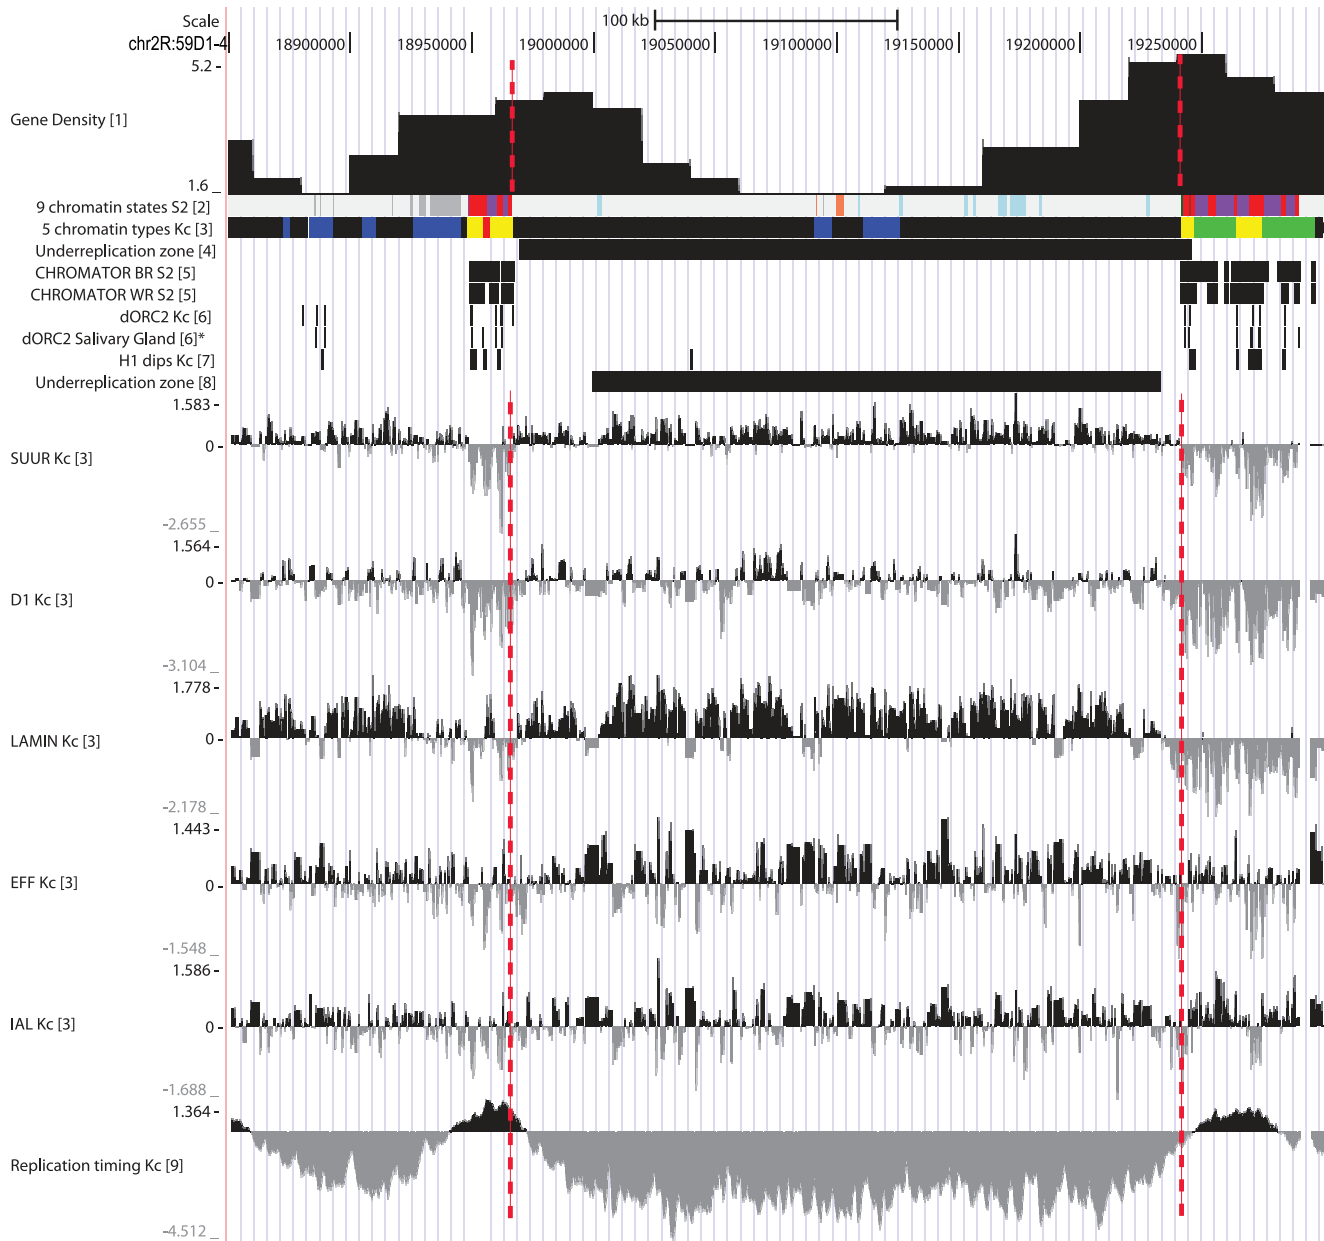 Scale 100 kb
chr2R:59D1-4 18900000 18950000 19000000 19050000 19100000 19150000 19200000 19250000
5.2 -
Gene Density [1]
1.6 _
9 chromatin states S2 [2]
5 chromatin types Kc [3]
Underreplication zone [4]
CHROMATOR BR S2 [5]
CHROMATOR WR S2 [5]
dORC2 Kc [6]
dORC2 Salivary Gland [6]*
H1 dips Kc [7]
Underreplication zone [8]
1.583 -
0 -
SUUR Kc [3]
-2.655 _
1.564 -
0 -
D1 Kc [3]
-3.104 _
1.778 -
0 -
LAMIN Kc [3]
-2.178 _
1.443 -
0 -
EFF Kc [3]
-1.548 _
1.586 -
0 -
IAL Kc [3]
-1.688 _
1.364 -
Replication timing Kc [9]
-4.512 _